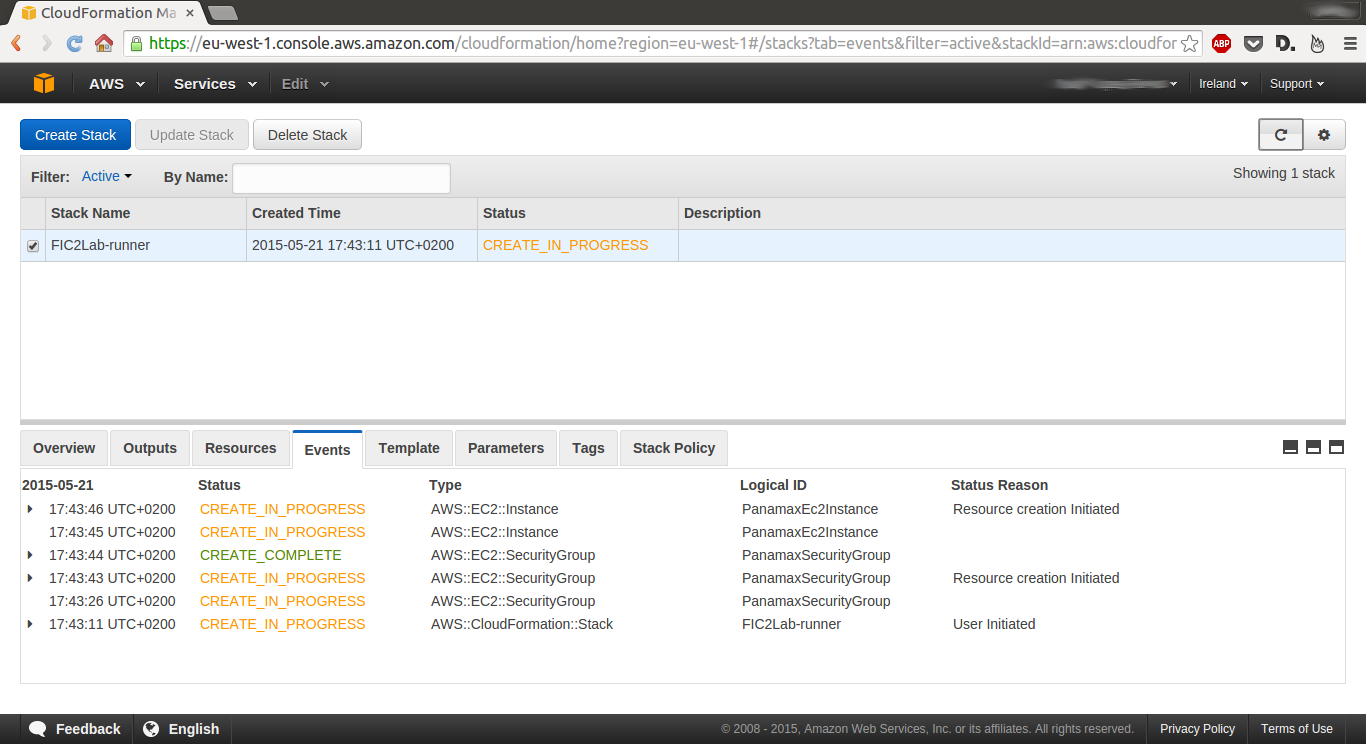 CloudFormation Ma
https://eu-west-1.console.aws.amazon.com/cloudformation/home?region=eu-west-1#/stacks?tab=events&filter=active&stackId=arn:aws:cloudfor ABP D.
AWS Services Edit Ireland Support
Create Stack Update Stack Delete Stack
Filter: Active By Name: Showing 1 stack
Stack Name Created Time Status Description
FIC2Lab-runner 2015-05-21 17:43:11 UTC+0200 CREATE_IN_PROGRESS
Overview Outputs Resources Events Template Parameters Tags Stack Policy
2015-05-21 Status Type Logical ID Status Reason
17:43:46 UTC+0200 CREATE_IN_PROGRESS AWS::EC2::Instance PanamaxEc2Instance Resource creation Initiated
17:43:45 UTC+0200 CREATE_IN_PROGRESS AWS::EC2::Instance PanamaxEc2Instance
17:43:44 UTC+0200 CREATE_COMPLETE AWS::EC2::SecurityGroup PanamaxSecurityGroup
17:43:43 UTC+0200 CREATE_IN_PROGRESS AWS::EC2::SecurityGroup PanamaxSecurityGroup Resource creation Initiated
17:43:26 UTC+0200 CREATE_IN_PROGRESS AWS::EC2::SecurityGroup PanamaxSecurityGroup
17:43:11 UTC+0200 CREATE_IN_PROGRESS AWS::CloudFormation::Stack FIC2Lab-runner User Initiated
Feedback English © 2008 - 2015, Amazon Web Services, Inc. or its affiliates. All rights reserved. Privacy Policy Terms of Use